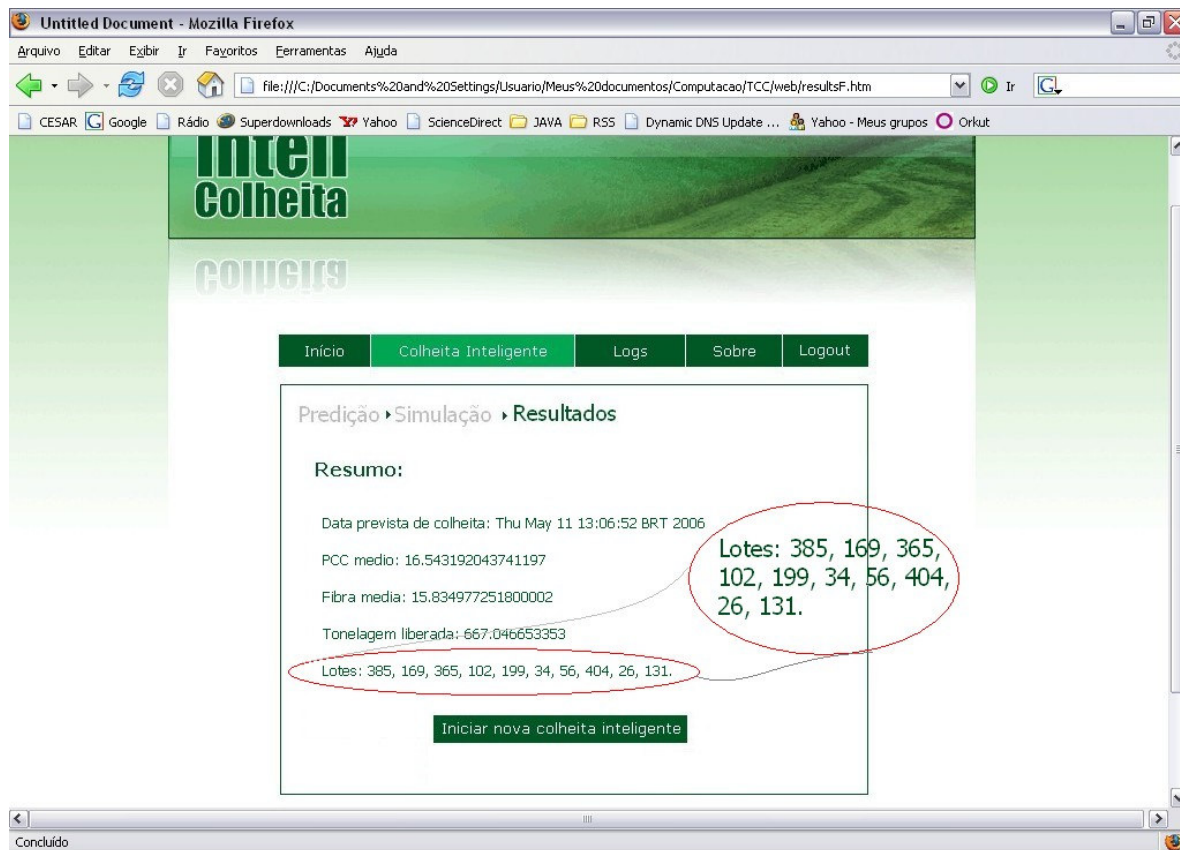 Untitled Document - Mozilla Firefox
Arquivo Editar Exibir Ir Favoritos Ferramentas Ajuda
file:///C:/Documents%20and%20Settings/Usuario/Meus%20documentos/Computacao/TCC/web/resultsF.htm Ir
CESAR Google Rádio Superdownloads Yahoo ScienceDirect JAVA RSS Dynamic DNS Update ... Yahoo - Meus grupos Orkut
Inteli
Colheita
Início Colheita Inteligente Logs Sobre Logout
Predição Simulação Resultados
Resumo:
Data prevista de colheita: Thu May 11 13:06:52 BRT 2006
PCC medio: 16.543192043741197
Fibra media: 15.834977251800002
Tonelagem liberada: 667.046653353
Lotes: 385, 169, 365, 102, 199, 34, 56, 404, 26, 131.
Lotes: 385, 169, 365,
102, 199, 34, 56, 404,
26, 131.
Iniciar nova colheita inteligente
Concluído